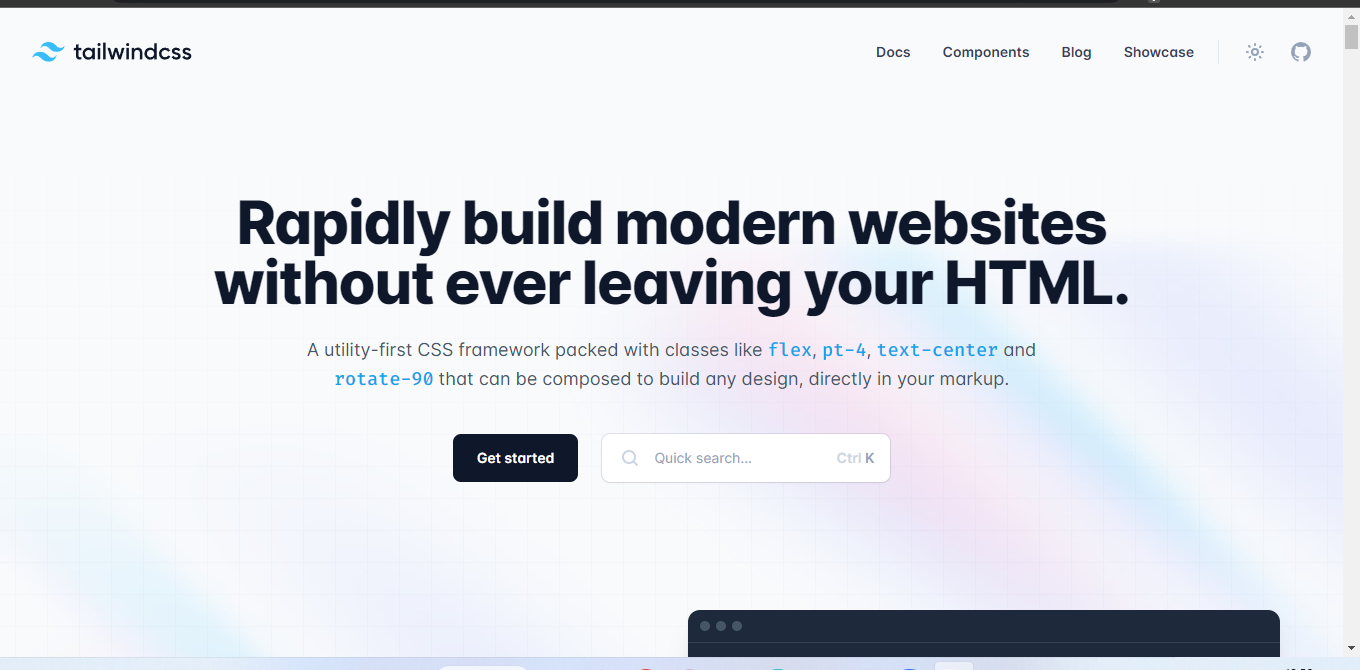 tailwindcss
Docs Components Blog Showcase
Rapidly build modern websites
without ever leaving your HTML.
A utility-first CSS framework packed with classes like flex, pt-4, text-center and
rotate-90 that can be composed to build any design, directly in your markup.
Get started
Quick search... Ctrl K